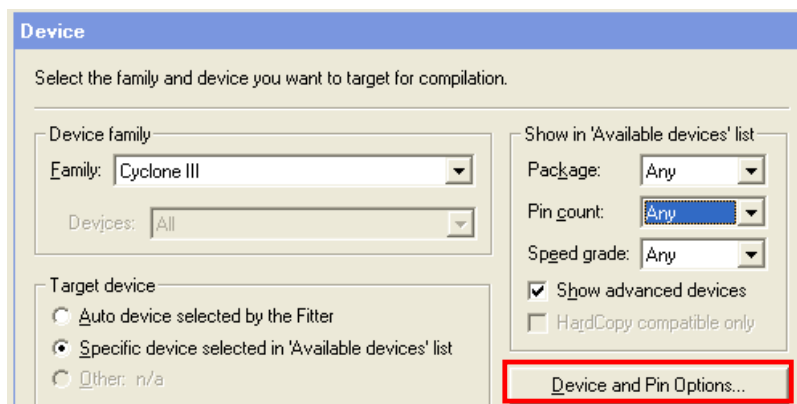 Device
Select the family and device you want to target for compilation.
Device family
Family: Cyclone III
Devices: All
Show in 'Available devices' list
Package: Any
Pin count: Any
Speed grade: Any
Show advanced devices
HardCopy compatible only
Target device
Auto device selected by the Fitter
Specific device selected in 'Available devices' list
Other: n/a
Device and Pin Options...